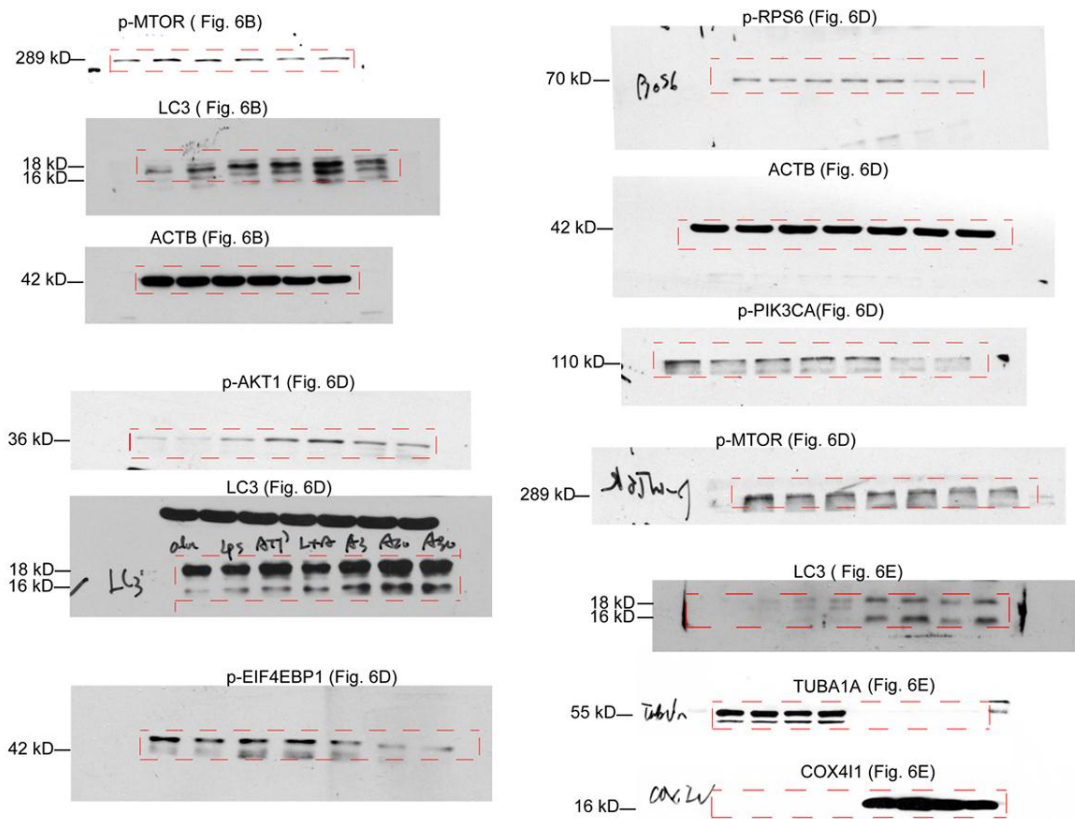 p-MTOR ( Fig. 6B)
289 kD
LC3 ( Fig. 6B)
18 kD
16 kD
ACTB (Fig. 6B)
42 kD
p-AKT1 (Fig. 6D)
36 kD
LC3 (Fig. 6D)
Lps ATP L+A A3
18 kD
16 kD
LC3
p-EIF4EBP1 (Fig. 6D)
42 kD
p-RPS6 (Fig. 6D)
70 kD
ACTB (Fig. 6D)
42 kD
p-PIK3CA(Fig. 6D)
110 kD
p-MTOR (Fig. 6D)
289 kD
LC3 ( Fig. 6E)
18 kD
16 kD
TUBA1A (Fig. 6E)
55 kD
COX4I1 (Fig. 6E)
16 kD